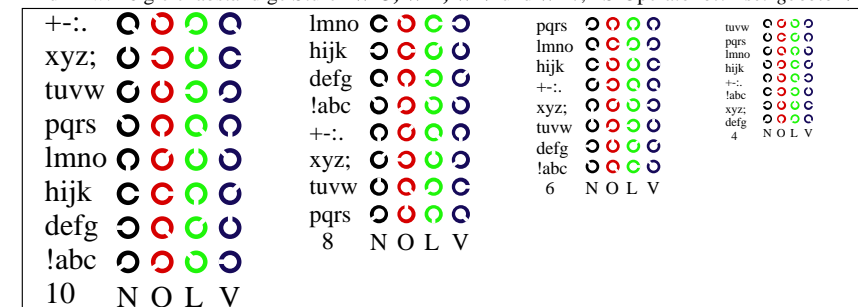 +-:.
xyz;
tuvw
pqrs
lmno
hijk
defg
!abc
10 N O L V
lmno
hijk
defg
!abc
+-:.
xyz;
tuvw
pqrs
8 N O L V
pqrs
lmno
hijk
+-:.
xyz;
tuvw
defg
!abc
6 N O L V
tuvw
pqrs
lmno
hijk
+-:.
!abc
xyz;
defg
4 N O L V